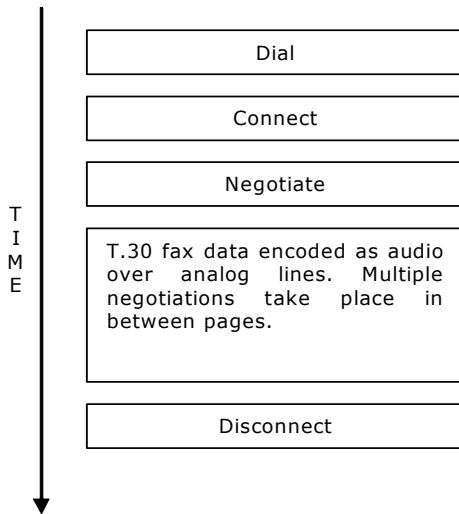 Dial
Connect
Negotiate
T
I
M
E
T.30 fax data encoded as audio
over analog lines. Multiple
negotiations take place in
between pages.
Disconnect